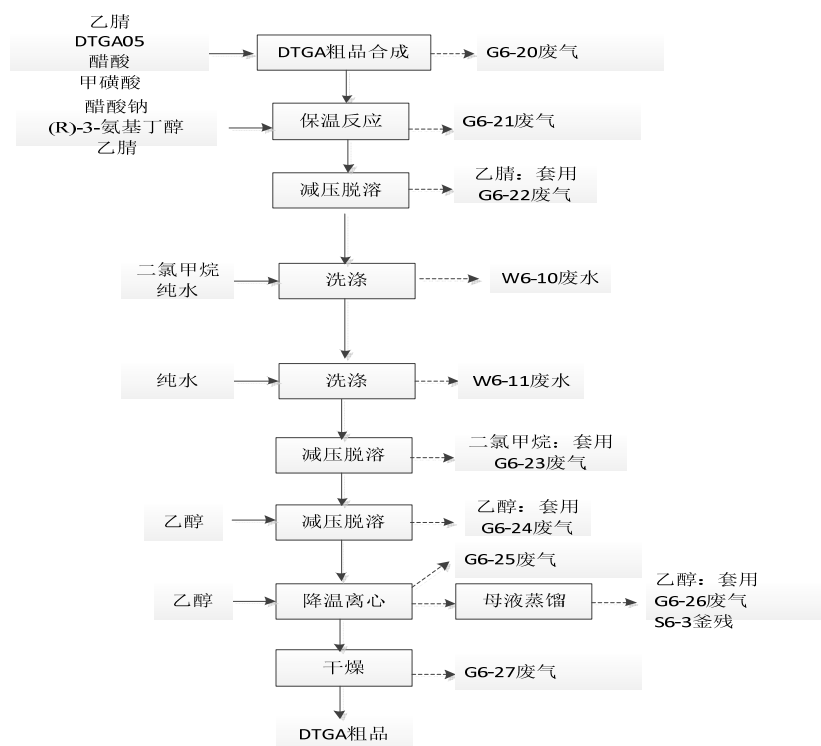 乙腈
DTGA05
醋酸
甲磺酸
DTGA粗品合成
G6-20废气
醋酸钠
(R)-3-氨基丁醇
乙腈
保温反应
G6-21废气
减压脱溶
乙腈：套用
G6-22废气
二氯甲烷
纯水
洗涤
W6-10废水
纯水
洗涤
W6-11废水
减压脱溶
二氯甲烷：套用
G6-23废气
乙醇
减压脱溶
乙醇：套用
G6-24废气
G6-25废气
乙醇
降温离心
母液蒸馏
乙醇：套用
G6-26废气
S6-3釜残
干燥
G6-27废气
DTGA粗品